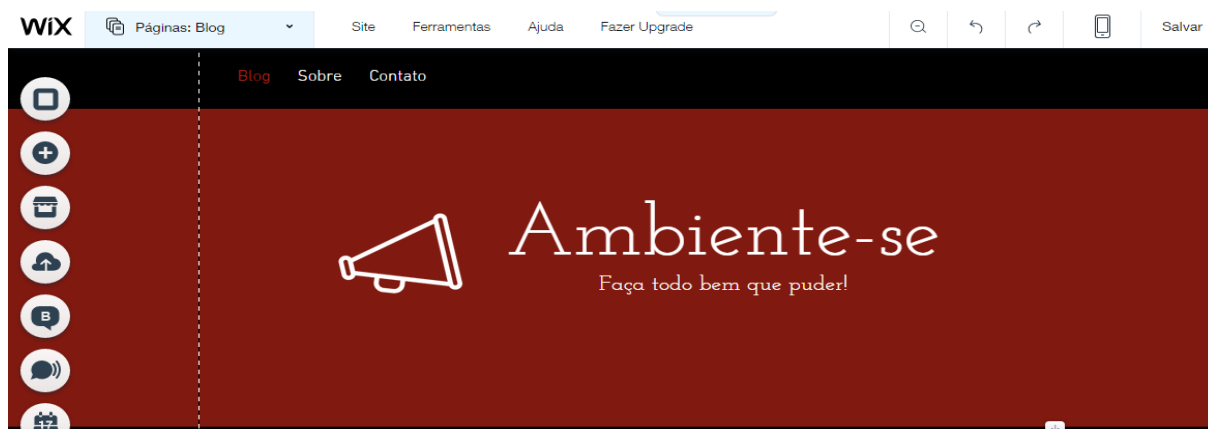 WiX Páginas: Blog Site Ferramentas Ajuda Fazer Upgrade Salvar
Blog Sobre Contato
Ambiente-se
Faça todo bem que puder!
B
17